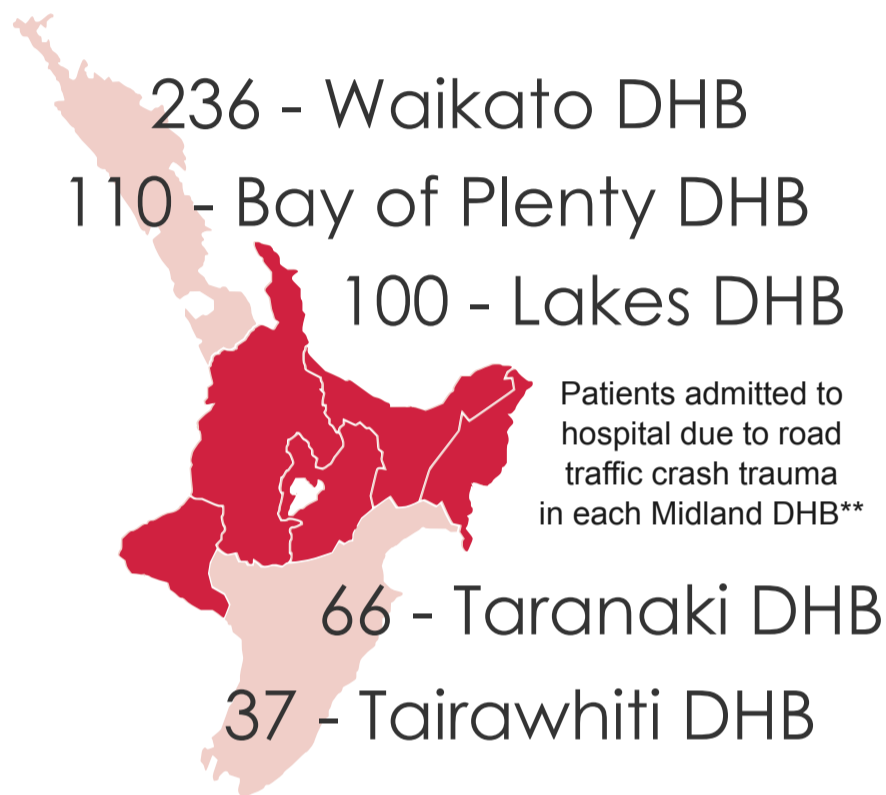 236 - Waikato DHB
110 - Bay of Plenty DHB
100 - Lakes DHB
Patients admitted to
hospital due to road
traffic crash trauma
in each Midland DHB**
66 - Taranaki DHB
37 - Tairawhiti DHB